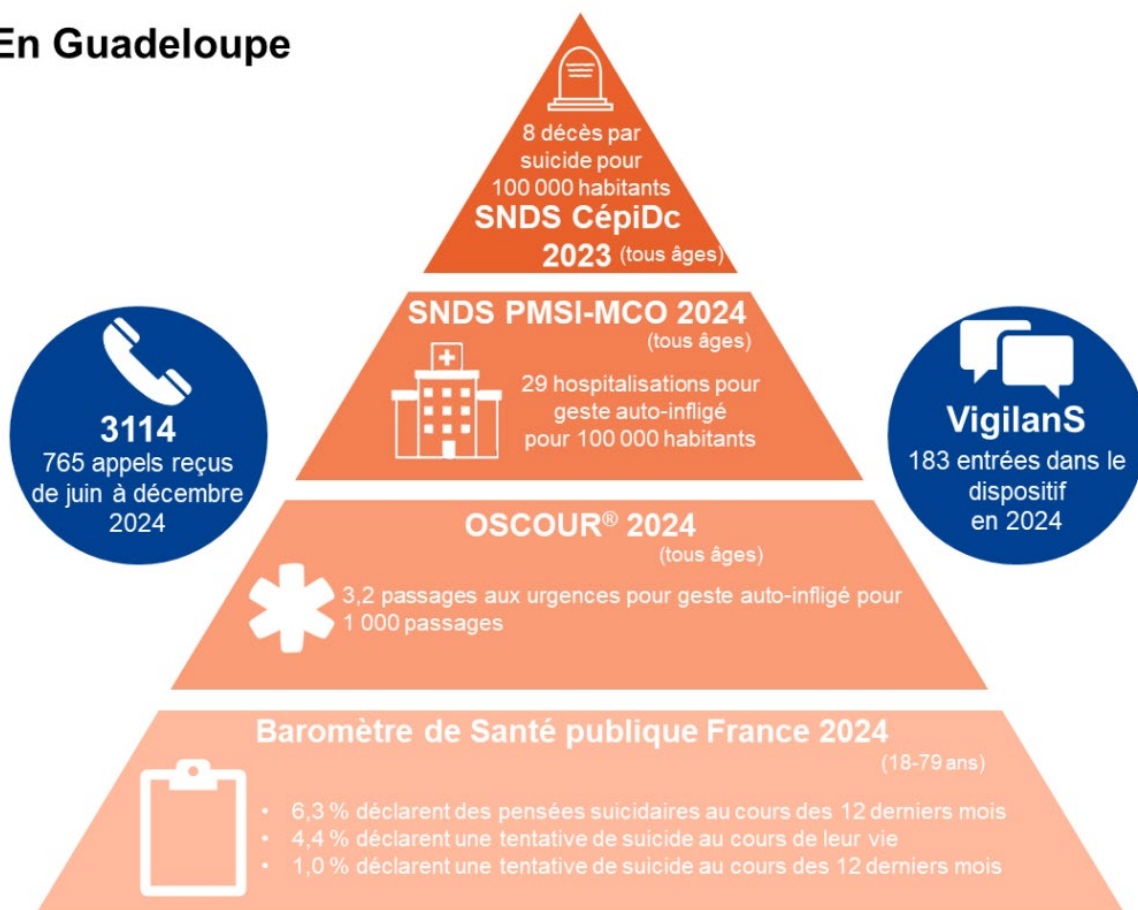 En Guadeloupe
8 décès par
suicide pour
100 000 habitants
SNDS CépiDc
2023 (tous âges)
SNDS PMSI-MCO 2024
(tous âges)
29 hospitalisations pour
geste auto-infligé
pour 100 000 habitants
3114
765 appels reçus
de juin à décembre
2024
VigilanS
183 entrées dans le
dispositif
en 2024
OSCOUR® 2024
(tous âges)
3,2 passages aux urgences pour geste auto-infligé pour
1 000 passages
Baromètre de Santé publique France 2024
(18-79 ans)
• 6,3 % déclarent des pensées suicidaires au cours des 12 derniers mois
• 4,4 % déclarent une tentative de suicide au cours de leur vie
• 1,0 % déclarent une tentative de suicide au cours des 12 derniers mois